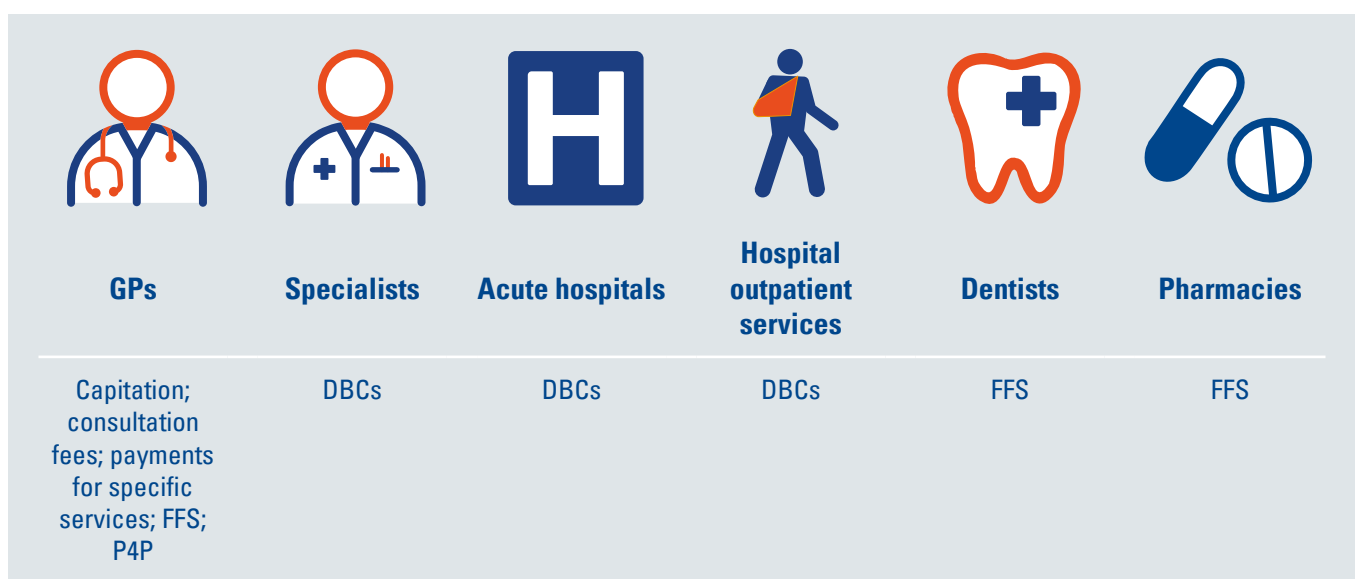 H
GPs
Specialists
Acute hospitals
Hospital
outpatient
services
Dentists
Pharmacies
Capitation;
consultation
fees; payments
for specific
services; FFS;
P4P
DBCs
DBCs
DBCs
FFS
FFS